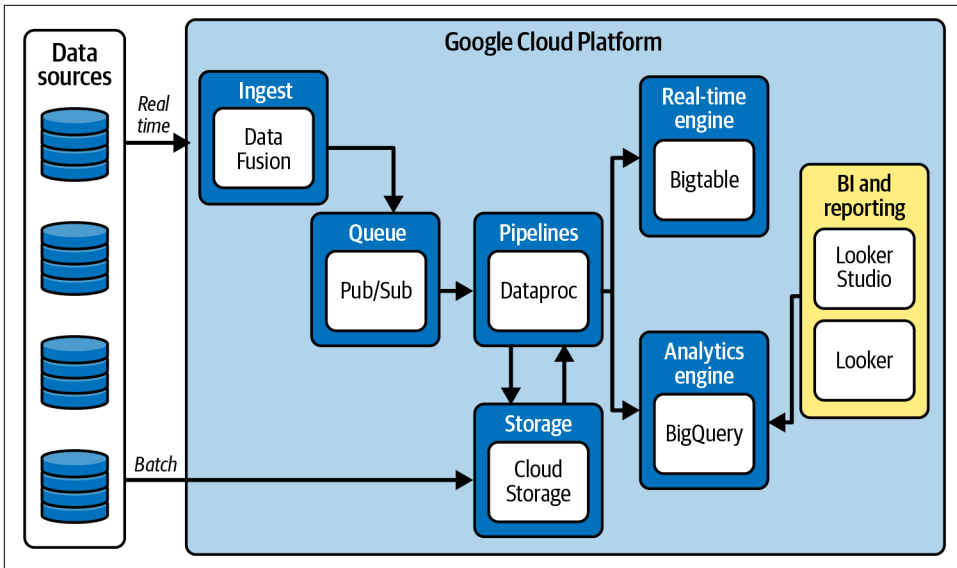 Google Cloud Platform
Data
sources
Real
time
Batch
Ingest
Data
Fusion
Queue
Pub/Sub
Pipelines
Dataproc
Storage
Cloud
Storage
Real-time
engine
Bigtable
Analytics
engine
BigQuery
BI and
reporting
Looker
Studio
Looker